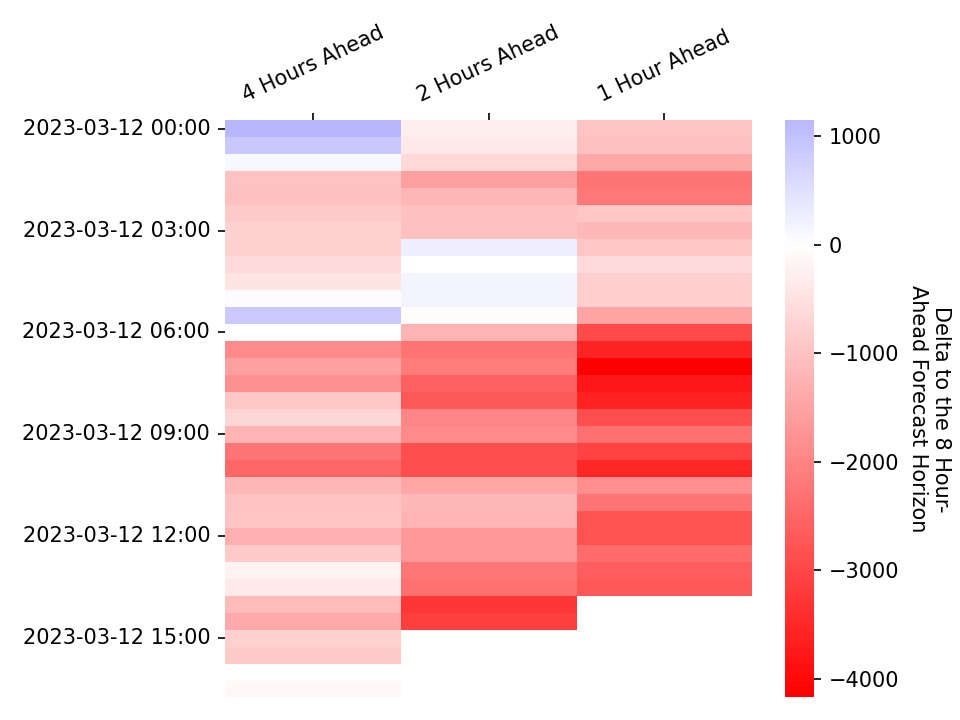 4 Hours Ahead
2 Hours Ahead
1 Hour Ahead
2023-03-12 00:00
2023-03-12 03:00
2023-03-12 06:00
2023-03-12 09:00
2023-03-12 12:00
2023-03-12 15:00
1000
0
−1000
−2000
−3000
−4000
Delta to the 8 Hour-
Ahead Forecast Horizon